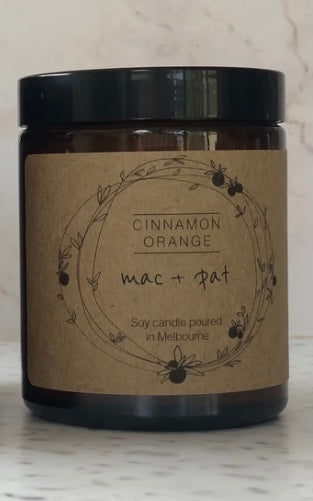 CINNAMON
ORANGE
mac + pat
Soy candle poured
in Melbourne